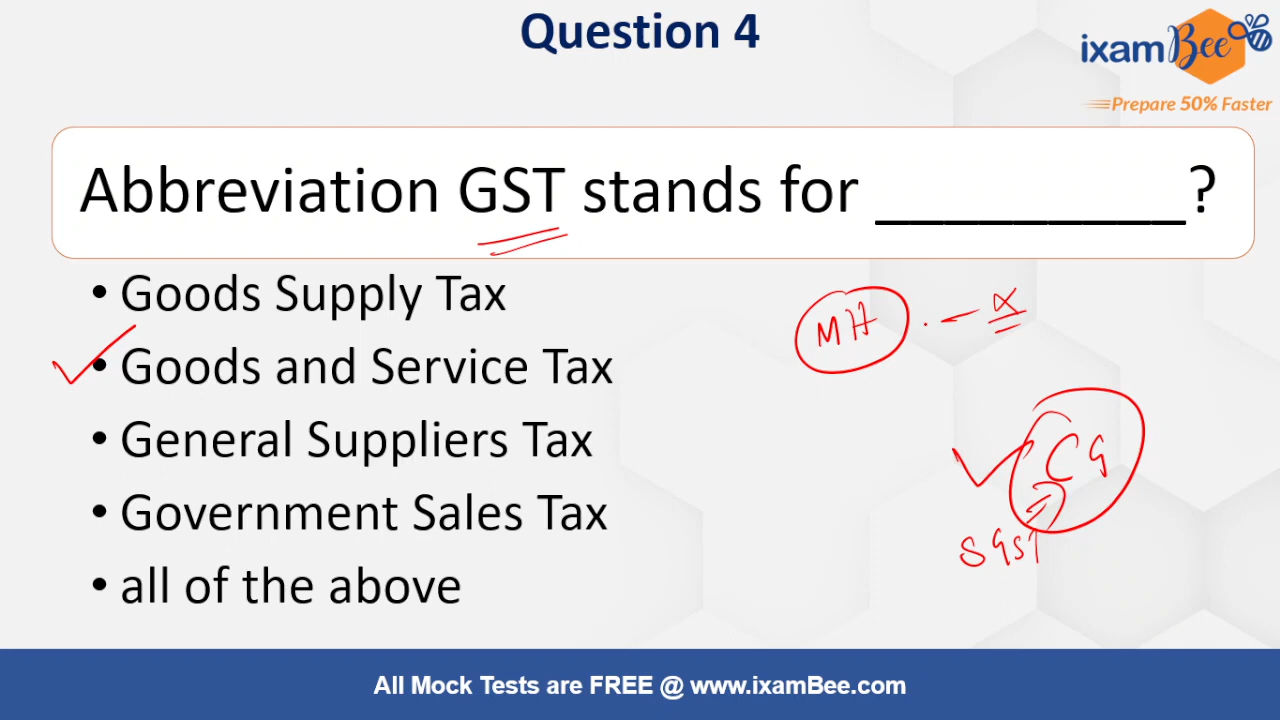 Question 4
ixamBee
Prepare 50% Faster
Abbreviation GST stands for _________?
• Goods Supply Tax
• Goods and Service Tax
• General Suppliers Tax
• Government Sales Tax
• all of the above
MH
CG
SGST
All Mock Tests are FREE @ www.ixamBee.com